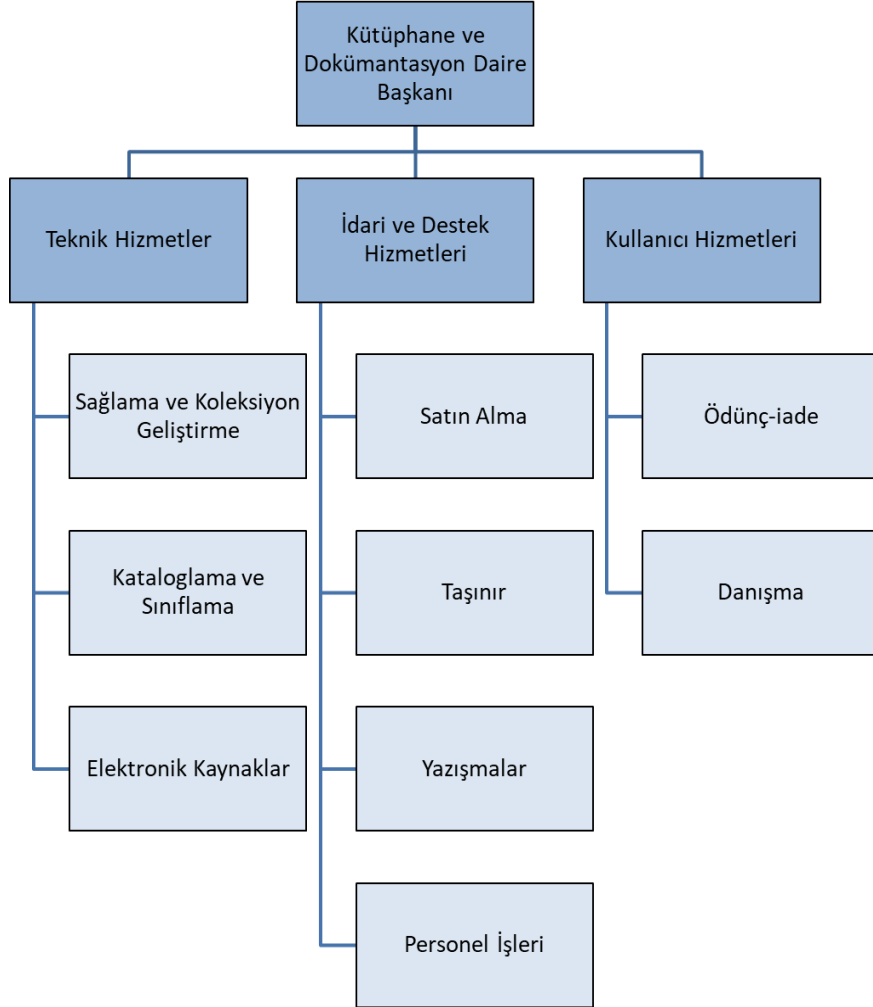 Kütüphane ve
Dokümantasyon Daire
Başkanı
Teknik Hizmetler
İdari ve Destek
Hizmetleri
Kullanıcı Hizmetleri
Sağlama ve Koleksiyon
Geliştirme
Satın Alma
Ödünç-iade
Kataloglama ve
Sınıflama
Taşınır
Danışma
Elektronik Kaynaklar
Yazışmalar
Personel İşleri